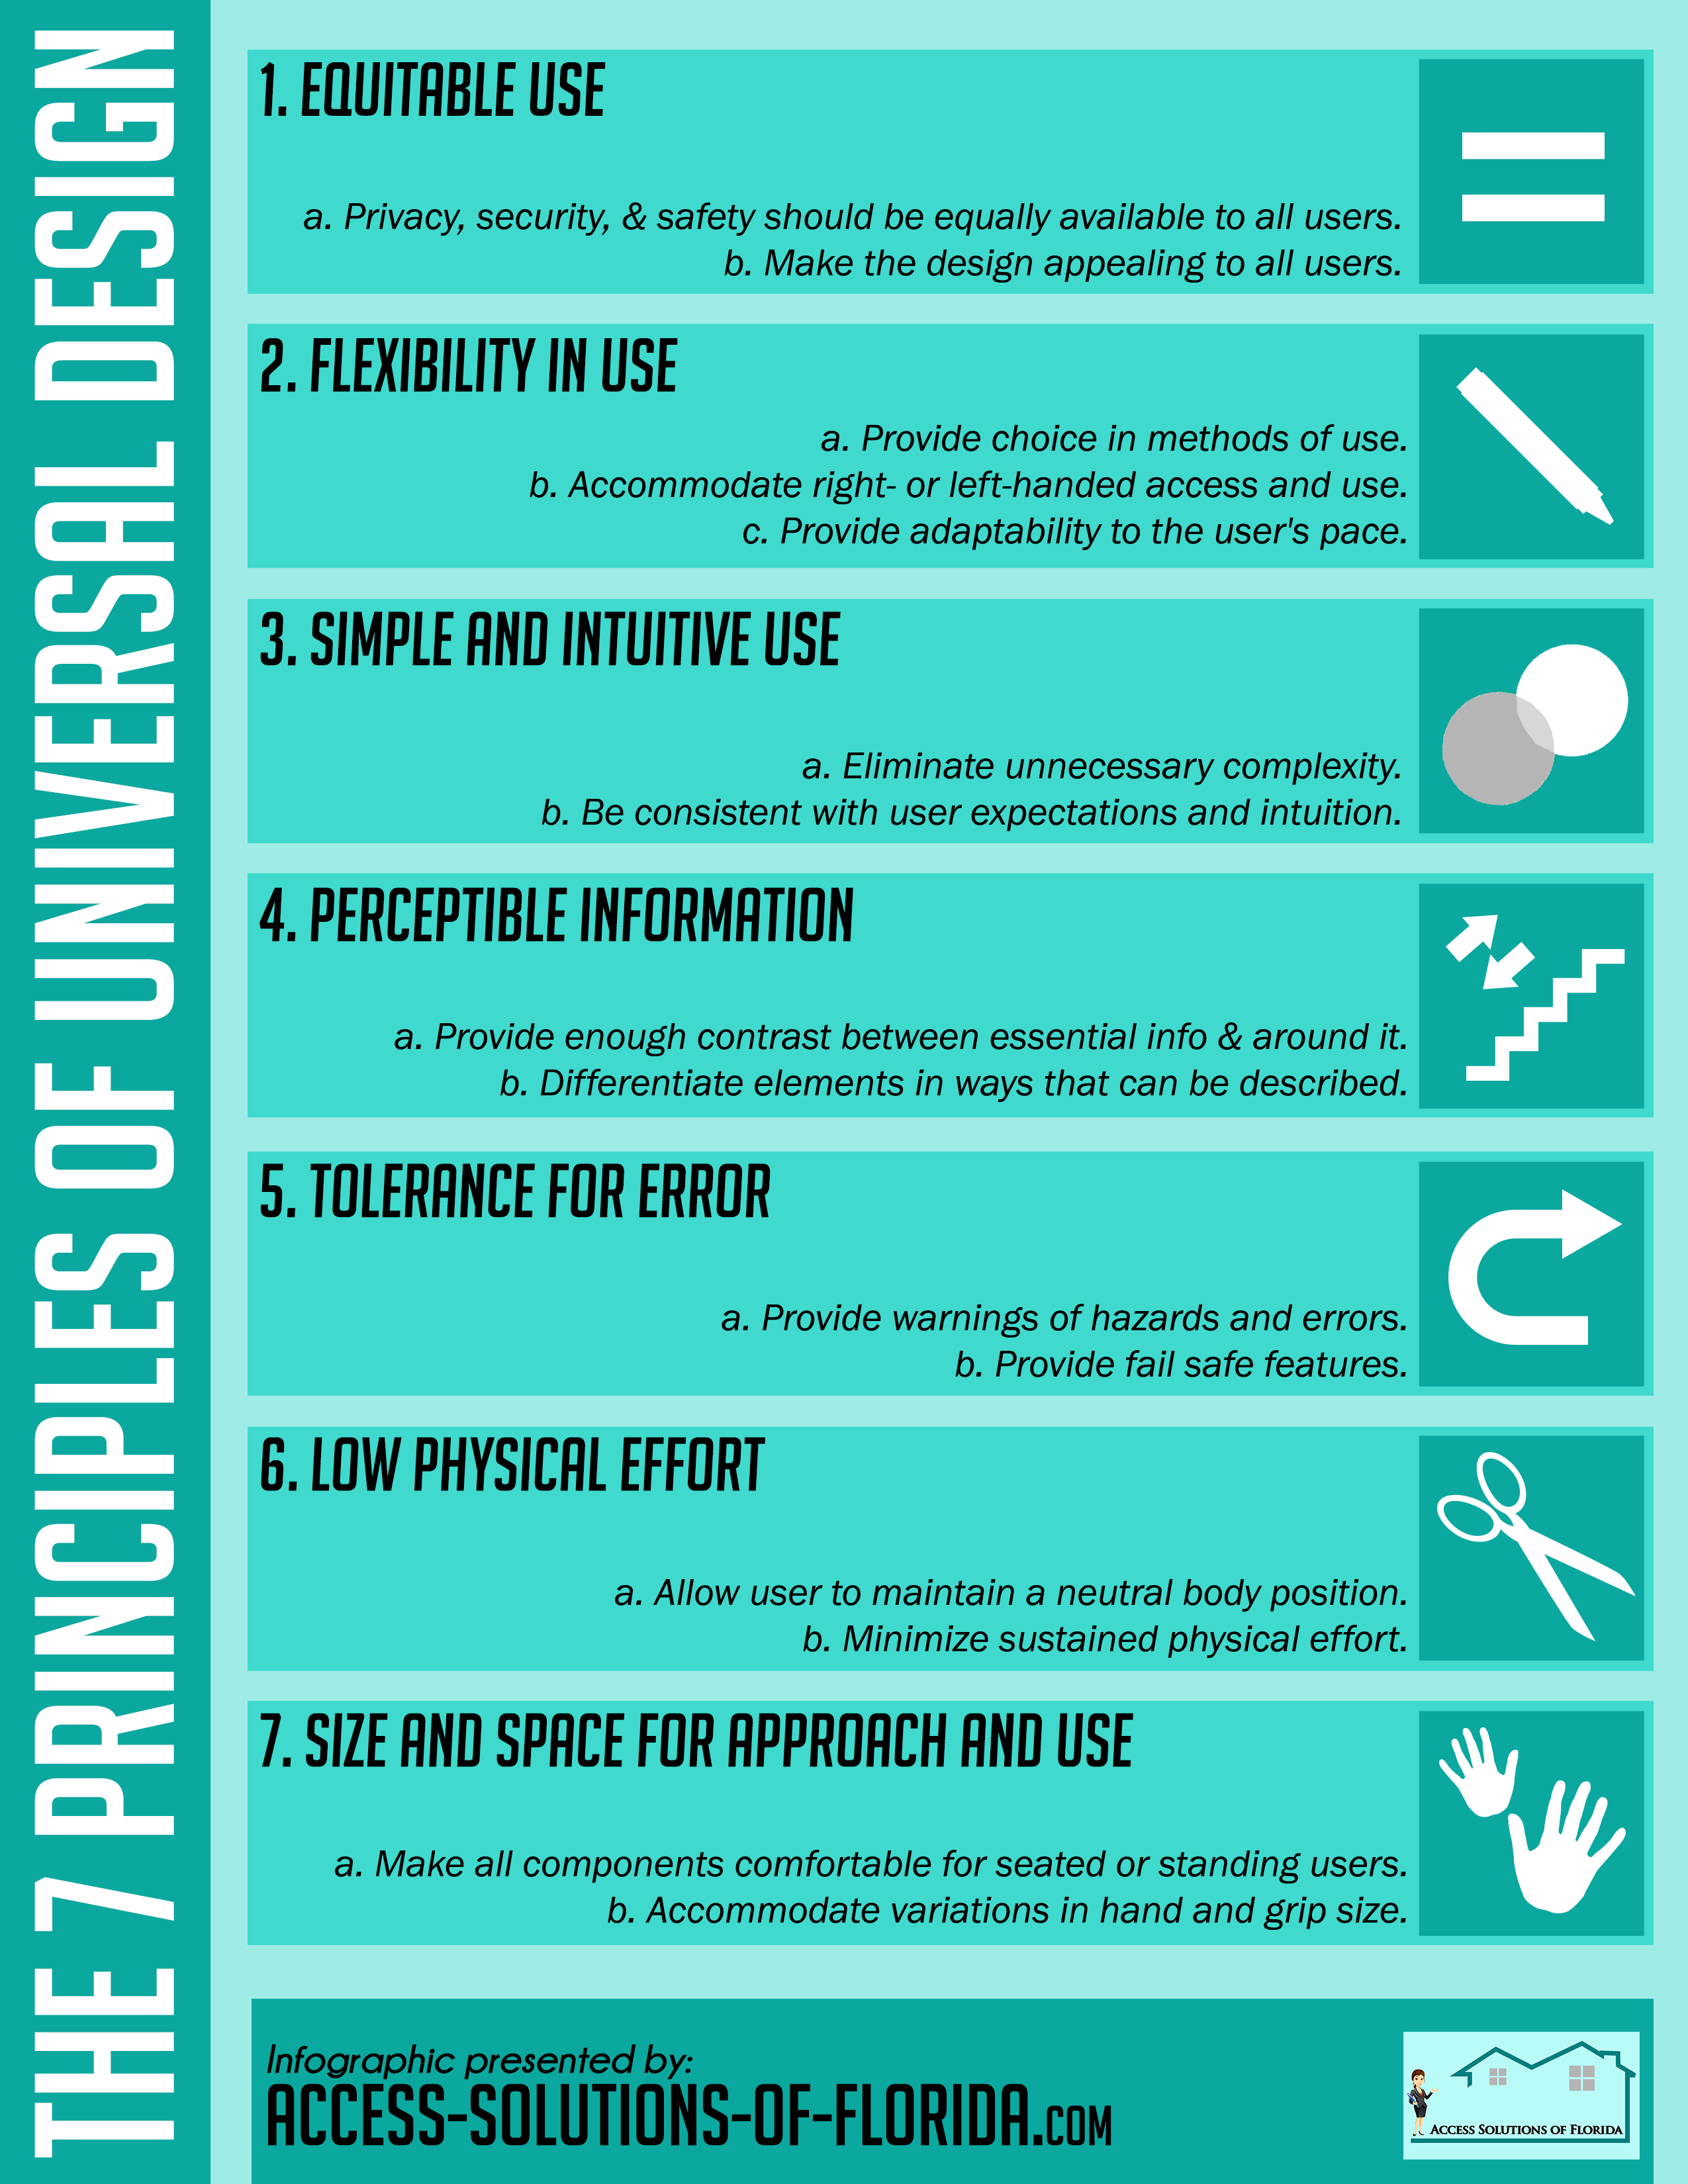 THE 7 PRINCIPLES OF UNIVERSAL DESIGN
1. EQUITABLE USE
a. Privacy, security, & safety should be equally available to all users.
b. Make the design appealing to all users.
2. FLEXIBILITY IN USE
a. Provide choice in methods of use.
b. Accommodate right- or left-handed access and use.
c. Provide adaptability to the user's pace.
3. SIMPLE AND INTUITIVE USE
a. Eliminate unnecessary complexity.
b. Be consistent with user expectations and intuition.
4. PERCEPTIBLE INFORMATION
a. Provide enough contrast between essential info & around it.
b. Differentiate elements in ways that can be described.
5. TOLERANCE FOR ERROR
a. Provide warnings of hazards and errors.
b. Provide fail safe features.
6. LOW PHYSICAL EFFORT
a. Allow user to maintain a neutral body position.
b. Minimize sustained physical effort.
7. SIZE AND SPACE FOR APPROACH AND USE
a. Make all components comfortable for seated or standing users.
b. Accommodate variations in hand and grip size.
Infographic presented by:
ACCESS-SOLUTIONS-OF-FLORIDA.COM
ACCESS SOLUTIONS OF FLORIDA